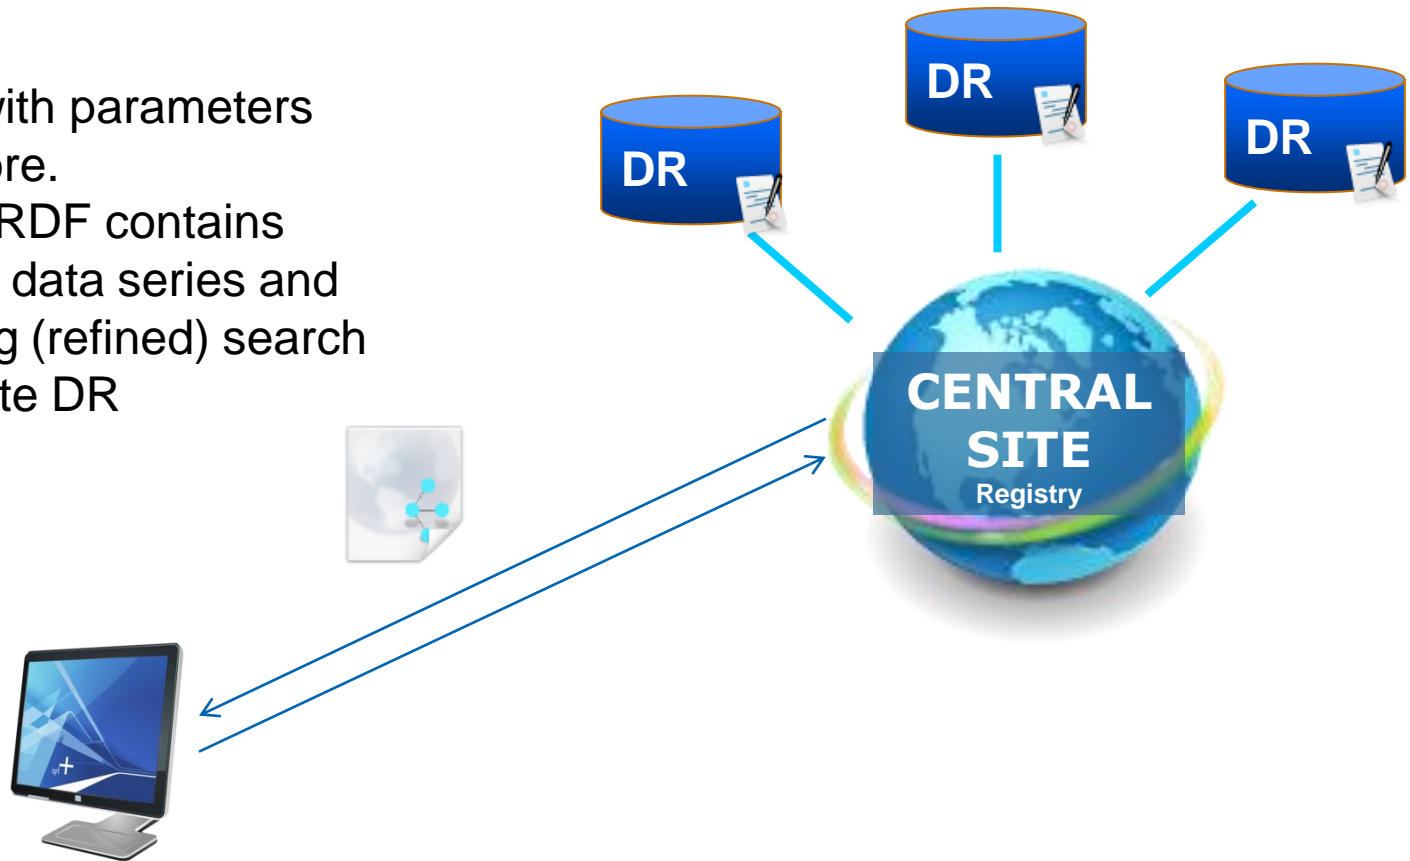 with parameters
ore.
RDF contains
data series and
g (refined) search
te DR
DR
DR
DR
CENTRAL
SITE
Registry